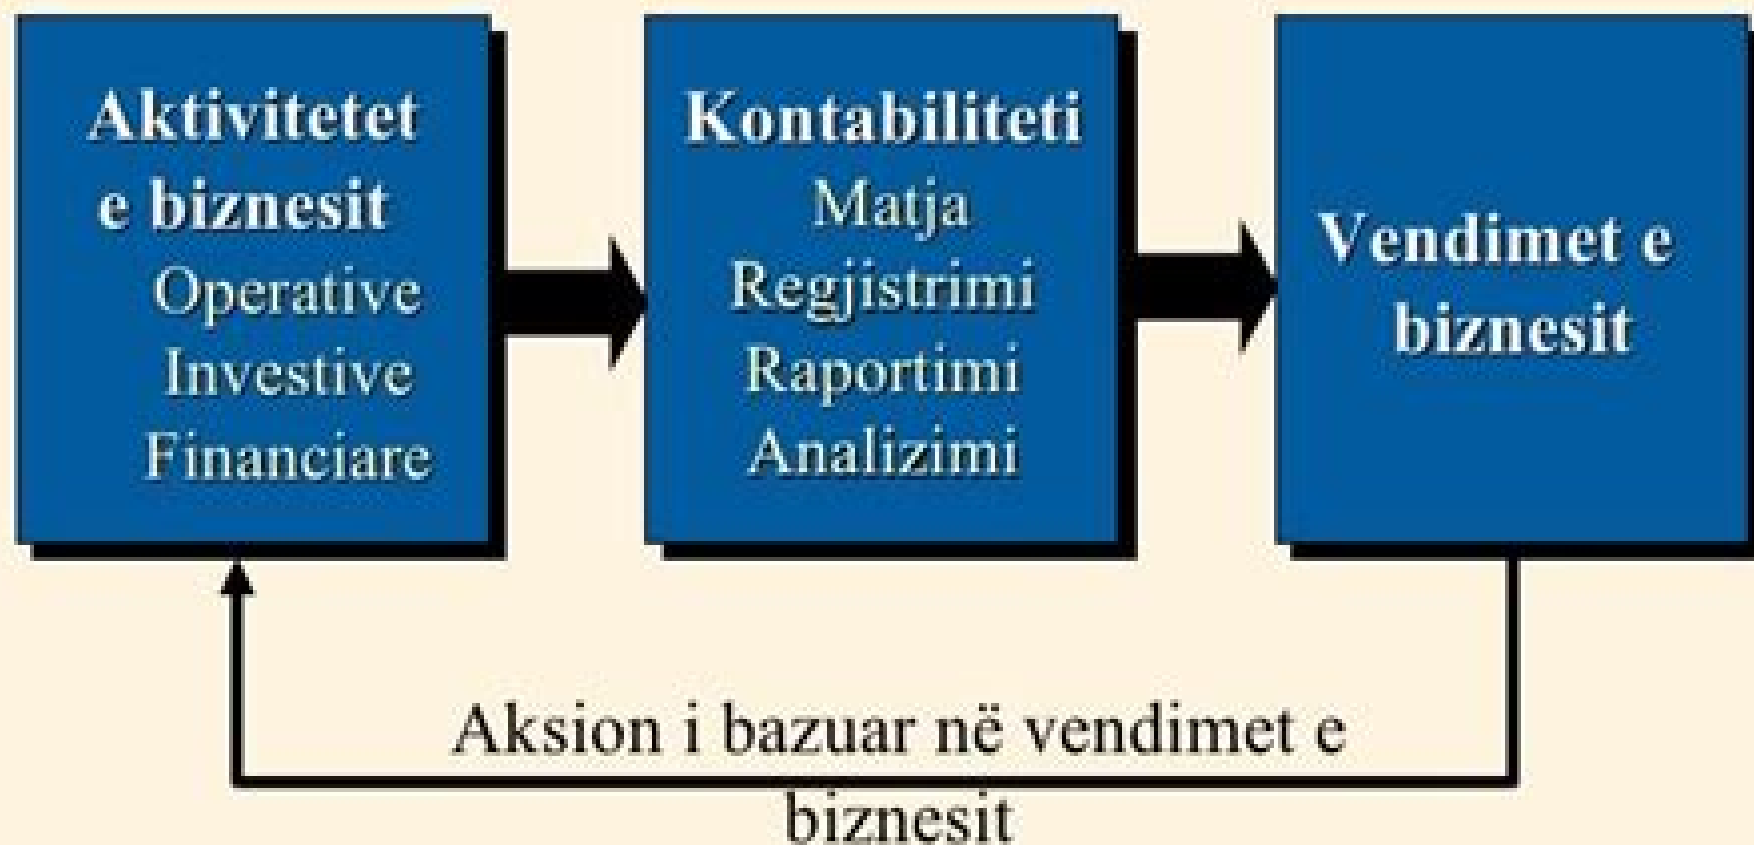 Aktivitetet
e biznesit
Operative
Investive
Financiare
Kontabiliteti
Matja
Regjistrimi
Raportimi
Analizimi
Vendimet e
biznesit
Aksion i bazuar në vendimet e
biznesit